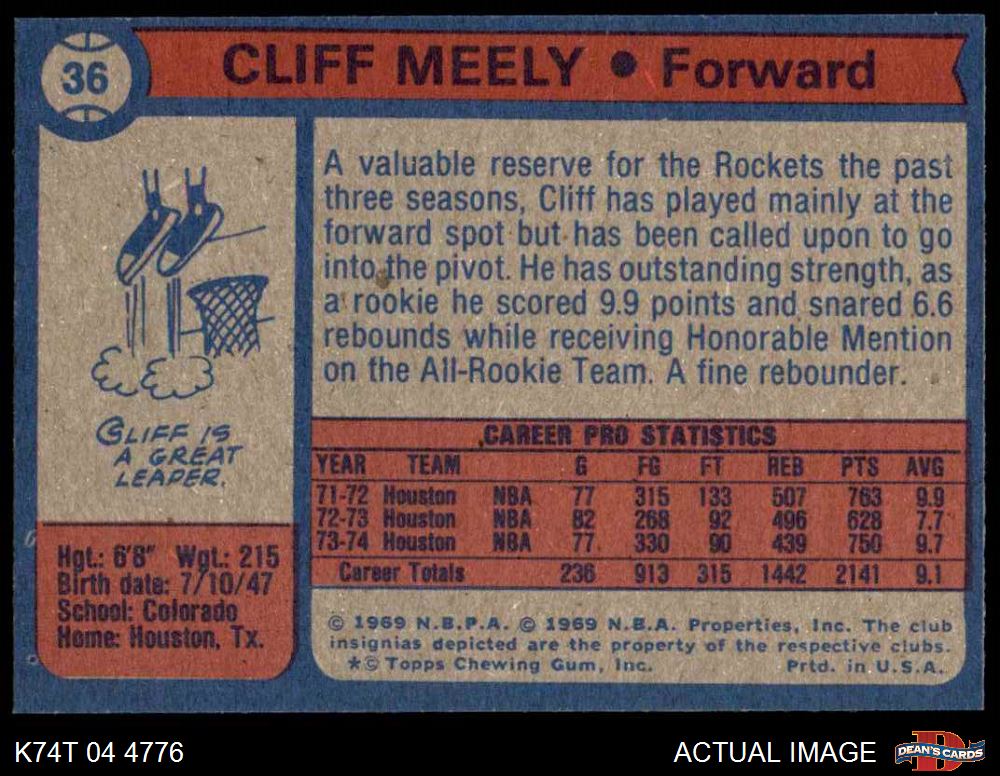 36
CLIFF MEELY • Forward
A valuable reserve for the Rockets the past
three seasons, Cliff has played mainly at the
forward spot but has been called upon to go
into the pivot. He has outstanding strength, as
a rookie he scored 9.9 points and snared 6.6
rebounds while receiving Honorable Mention
on the All-Rookie Team. A fine rebounder.
CLIFF IS
A GREAT
LEAPER.
Hgt.: 6'8" Wgt.: 215
Birth date: 7/10/47
School: Colorado
Home: Houston, Tx.
CAREER PRO STATISTICS
YEAR TEAM G FG FT REB PTS AVG
71-72 Houston NBA 77 315 133 507 763 9.9
72-73 Houston NBA 82 268 92 496 628 7.7
73-74 Houston NBA 77 330 90 439 750 9.7
Career Totals 236 913 315 1442 2141 9.1
© 1969 N.B.P.A. © 1969 N.B.A. Properties, Inc. The club
insignias depicted are the property of the respective clubs.
*© Topps Chewing Gum, Inc. Prtd. in U.S.A.
K74T 04 4776
ACTUAL IMAGE
D
DEAN'S CARDS